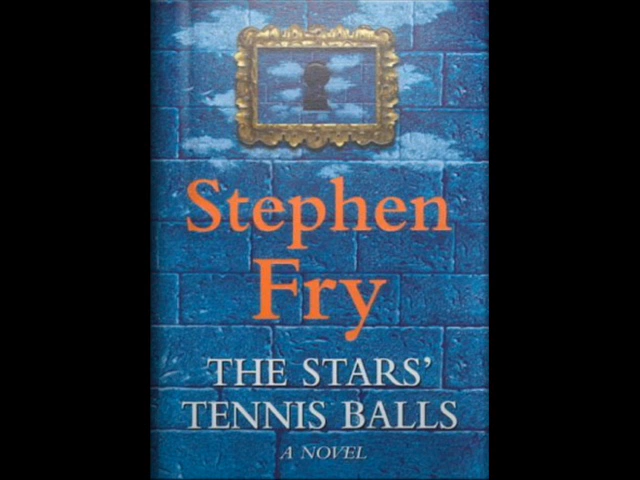 Stephen
Fry
THE STARS’
TENNIS BALLS
A NOVEL